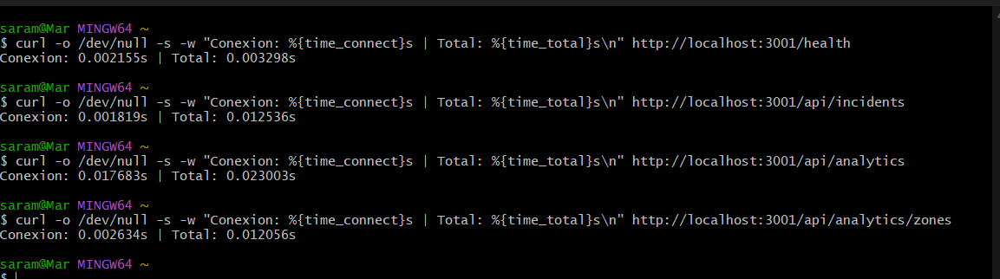 saram@Mar MINGW64 ~
$ curl -o /dev/null -s -w "Conexion: %{time_connect}s | Total: %{time_total}s\n" http://localhost:3001/health
Conexion: 0.002155s | Total: 0.003298s
saram@Mar MINGW64 ~
$ curl -o /dev/null -s -w "Conexion: %{time_connect}s | Total: %{time_total}s\n" http://localhost:3001/api/incidents
Conexion: 0.001819s | Total: 0.012536s
saram@Mar MINGW64 ~
$ curl -o /dev/null -s -w "Conexion: %{time_connect}s | Total: %{time_total}s\n" http://localhost:3001/api/analytics
Conexion: 0.017683s | Total: 0.023003s
saram@Mar MINGW64 ~
$ curl -o /dev/null -s -w "Conexion: %{time_connect}s | Total: %{time_total}s\n" http://localhost:3001/api/analytics/zones
Conexion: 0.002634s | Total: 0.012056s
saram@Mar MINGW64 ~
$